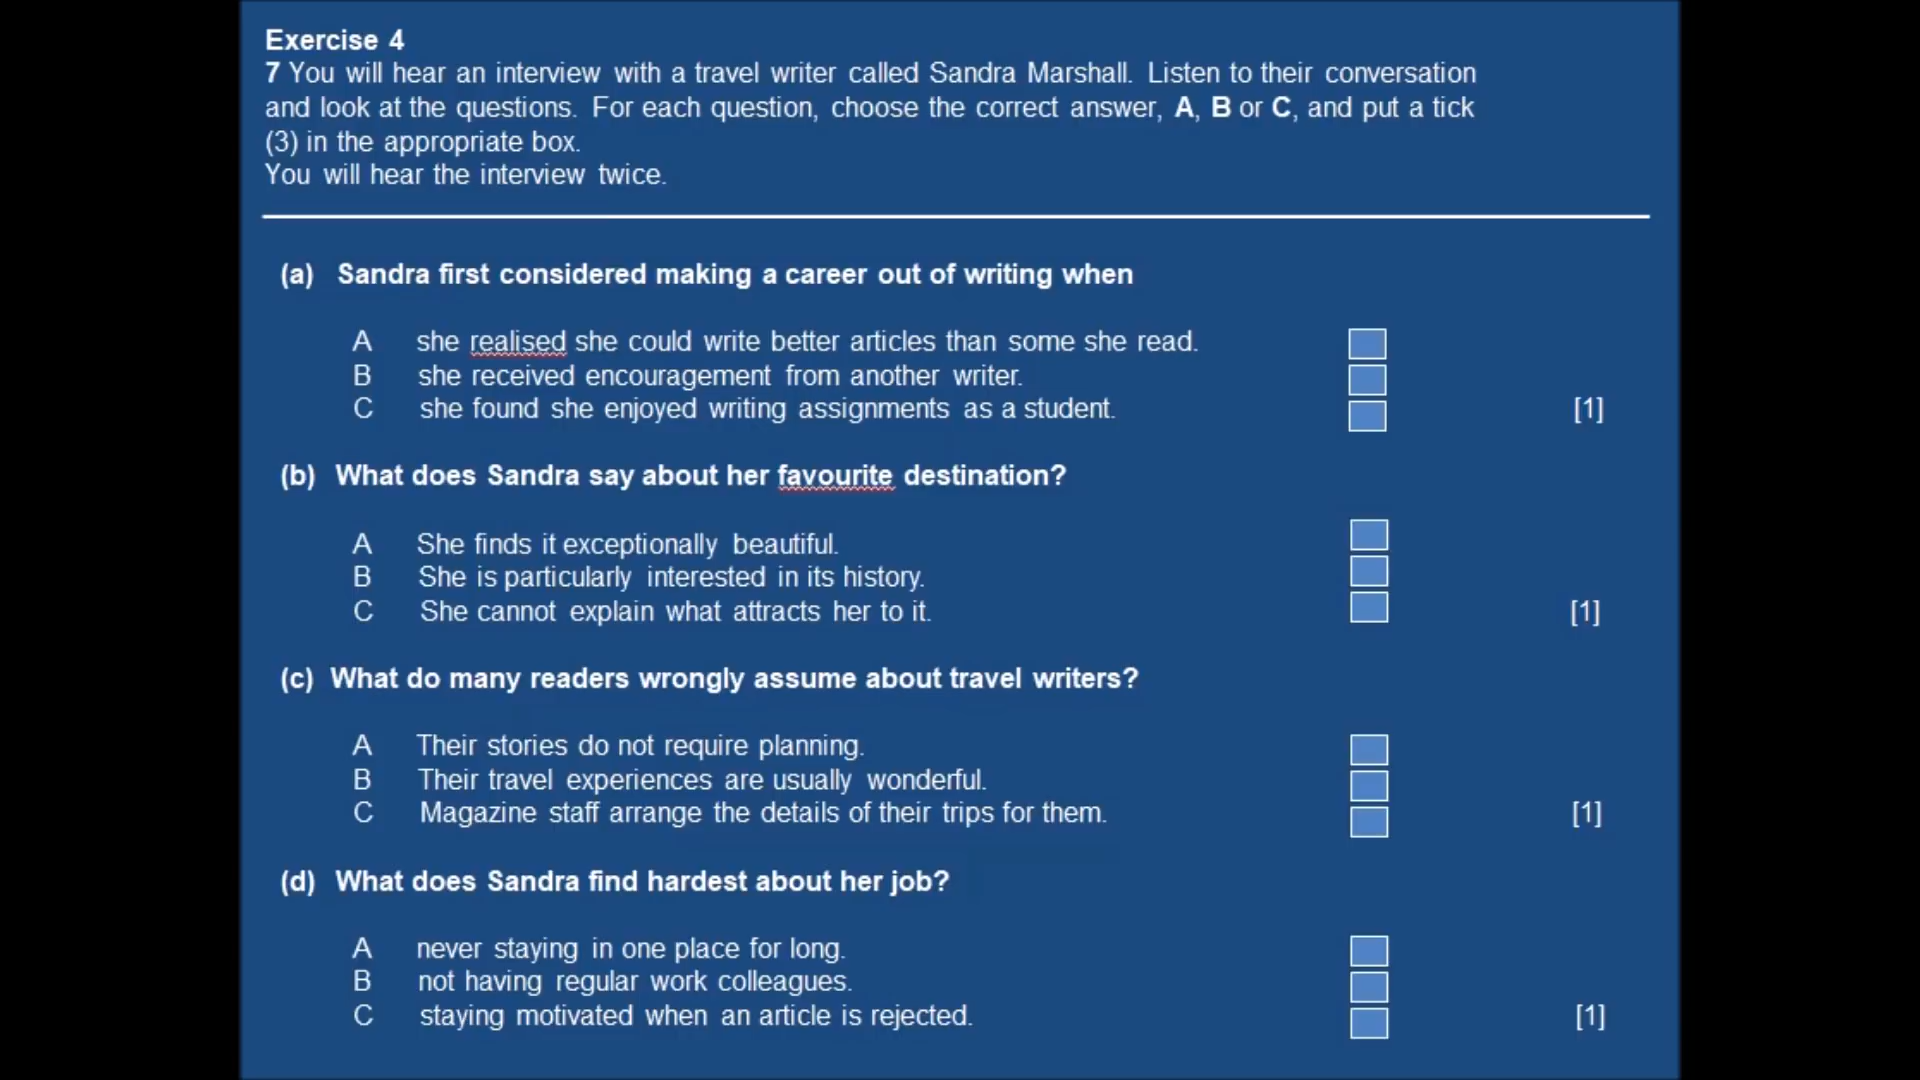 Exercise 4
7 You will hear an interview with a travel writer called Sandra Marshall. Listen to their conversation
and look at the questions. For each question, choose the correct answer, A, B or C, and put a tick
(3) in the appropriate box.
You will hear the interview twice.
(a) Sandra first considered making a career out of writing when
A she realised she could write better articles than some she read.
B she received encouragement from another writer.
C she found she enjoyed writing assignments as a student. [1]
(b) What does Sandra say about her favourite destination?
A She finds it exceptionally beautiful.
B She is particularly interested in its history.
C She cannot explain what attracts her to it. [1]
(c) What do many readers wrongly assume about travel writers?
A Their stories do not require planning.
B Their travel experiences are usually wonderful.
C Magazine staff arrange the details of their trips for them. [1]
(d) What does Sandra find hardest about her job?
A never staying in one place for long.
B not having regular work colleagues.
C staying motivated when an article is rejected. [1]